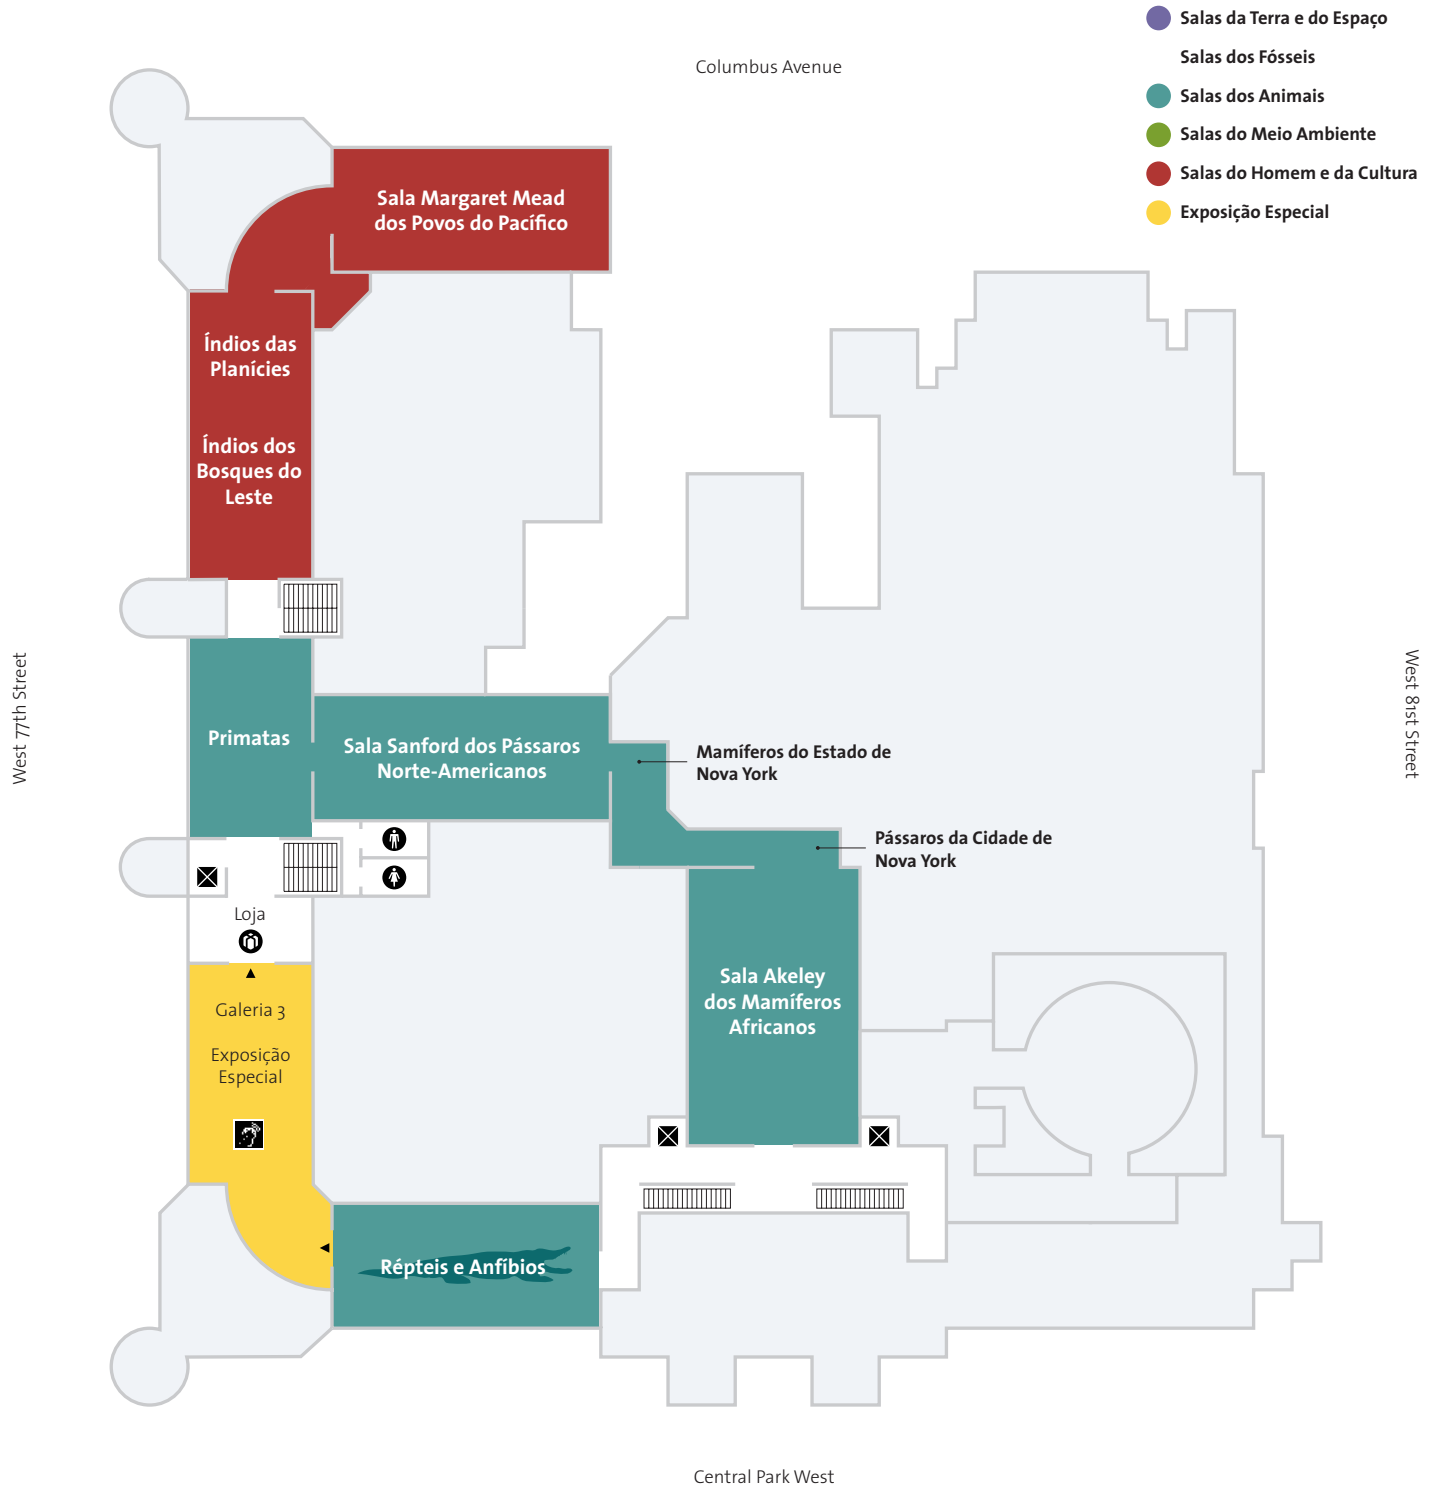 Salas da Terra e do Espaço
Salas dos Fósseis
Salas dos Animais
Salas do Meio Ambiente
Salas do Homem e da Cultura
Exposição Especial
Columbus Avenue
Sala Margaret Mead
dos Povos do Pacífico
Índios das
Planícies
Índios dos
Bosques do
Leste
West 77th Street
West 81st Street
Primatas
Sala Sanford dos Pássaros
Norte-Americanos
Mamíferos do Estado de
Nova York
Pássaros da Cidade de
Nova York
Loja
Galeria 3
Exposição
Especial
Sala Akeley
dos Mamíferos
Africanos
Répteis e Anfíbios
Central Park West